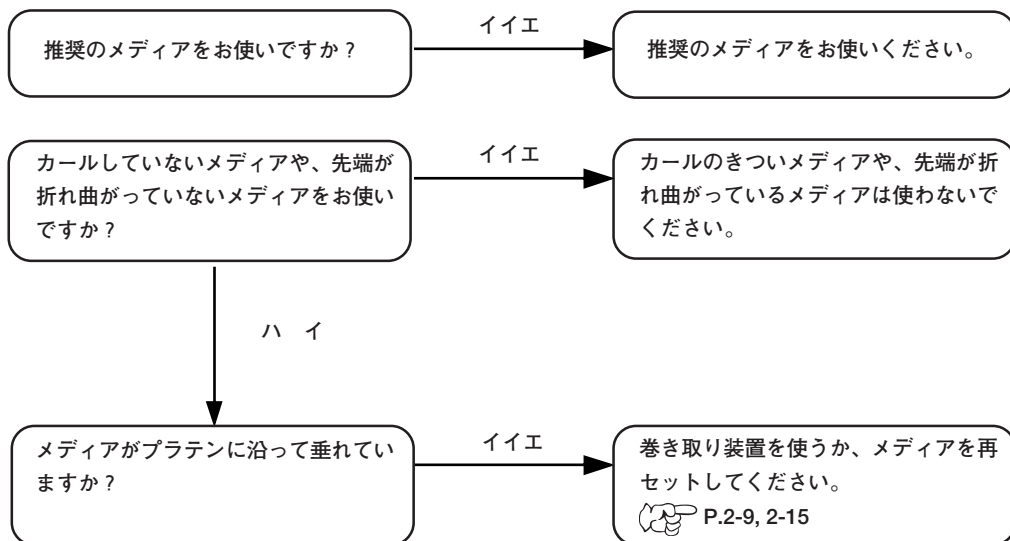 推奨のメディアをお使いですか？
イイエ
推奨のメディアをお使いください。
カールしていないメディアや、先端が
折れ曲がっていないメディアをお使い
ですか？
イイエ
カールのきついメディアや、先端が折
れ曲がっているメディアは使わないで
ください。
ハ　イ
メディアがプラテンに沿って垂れてい
ますか？
イイエ
巻き取り装置を使うか、メディアを再
セットしてください。
P.2-9, 2-15